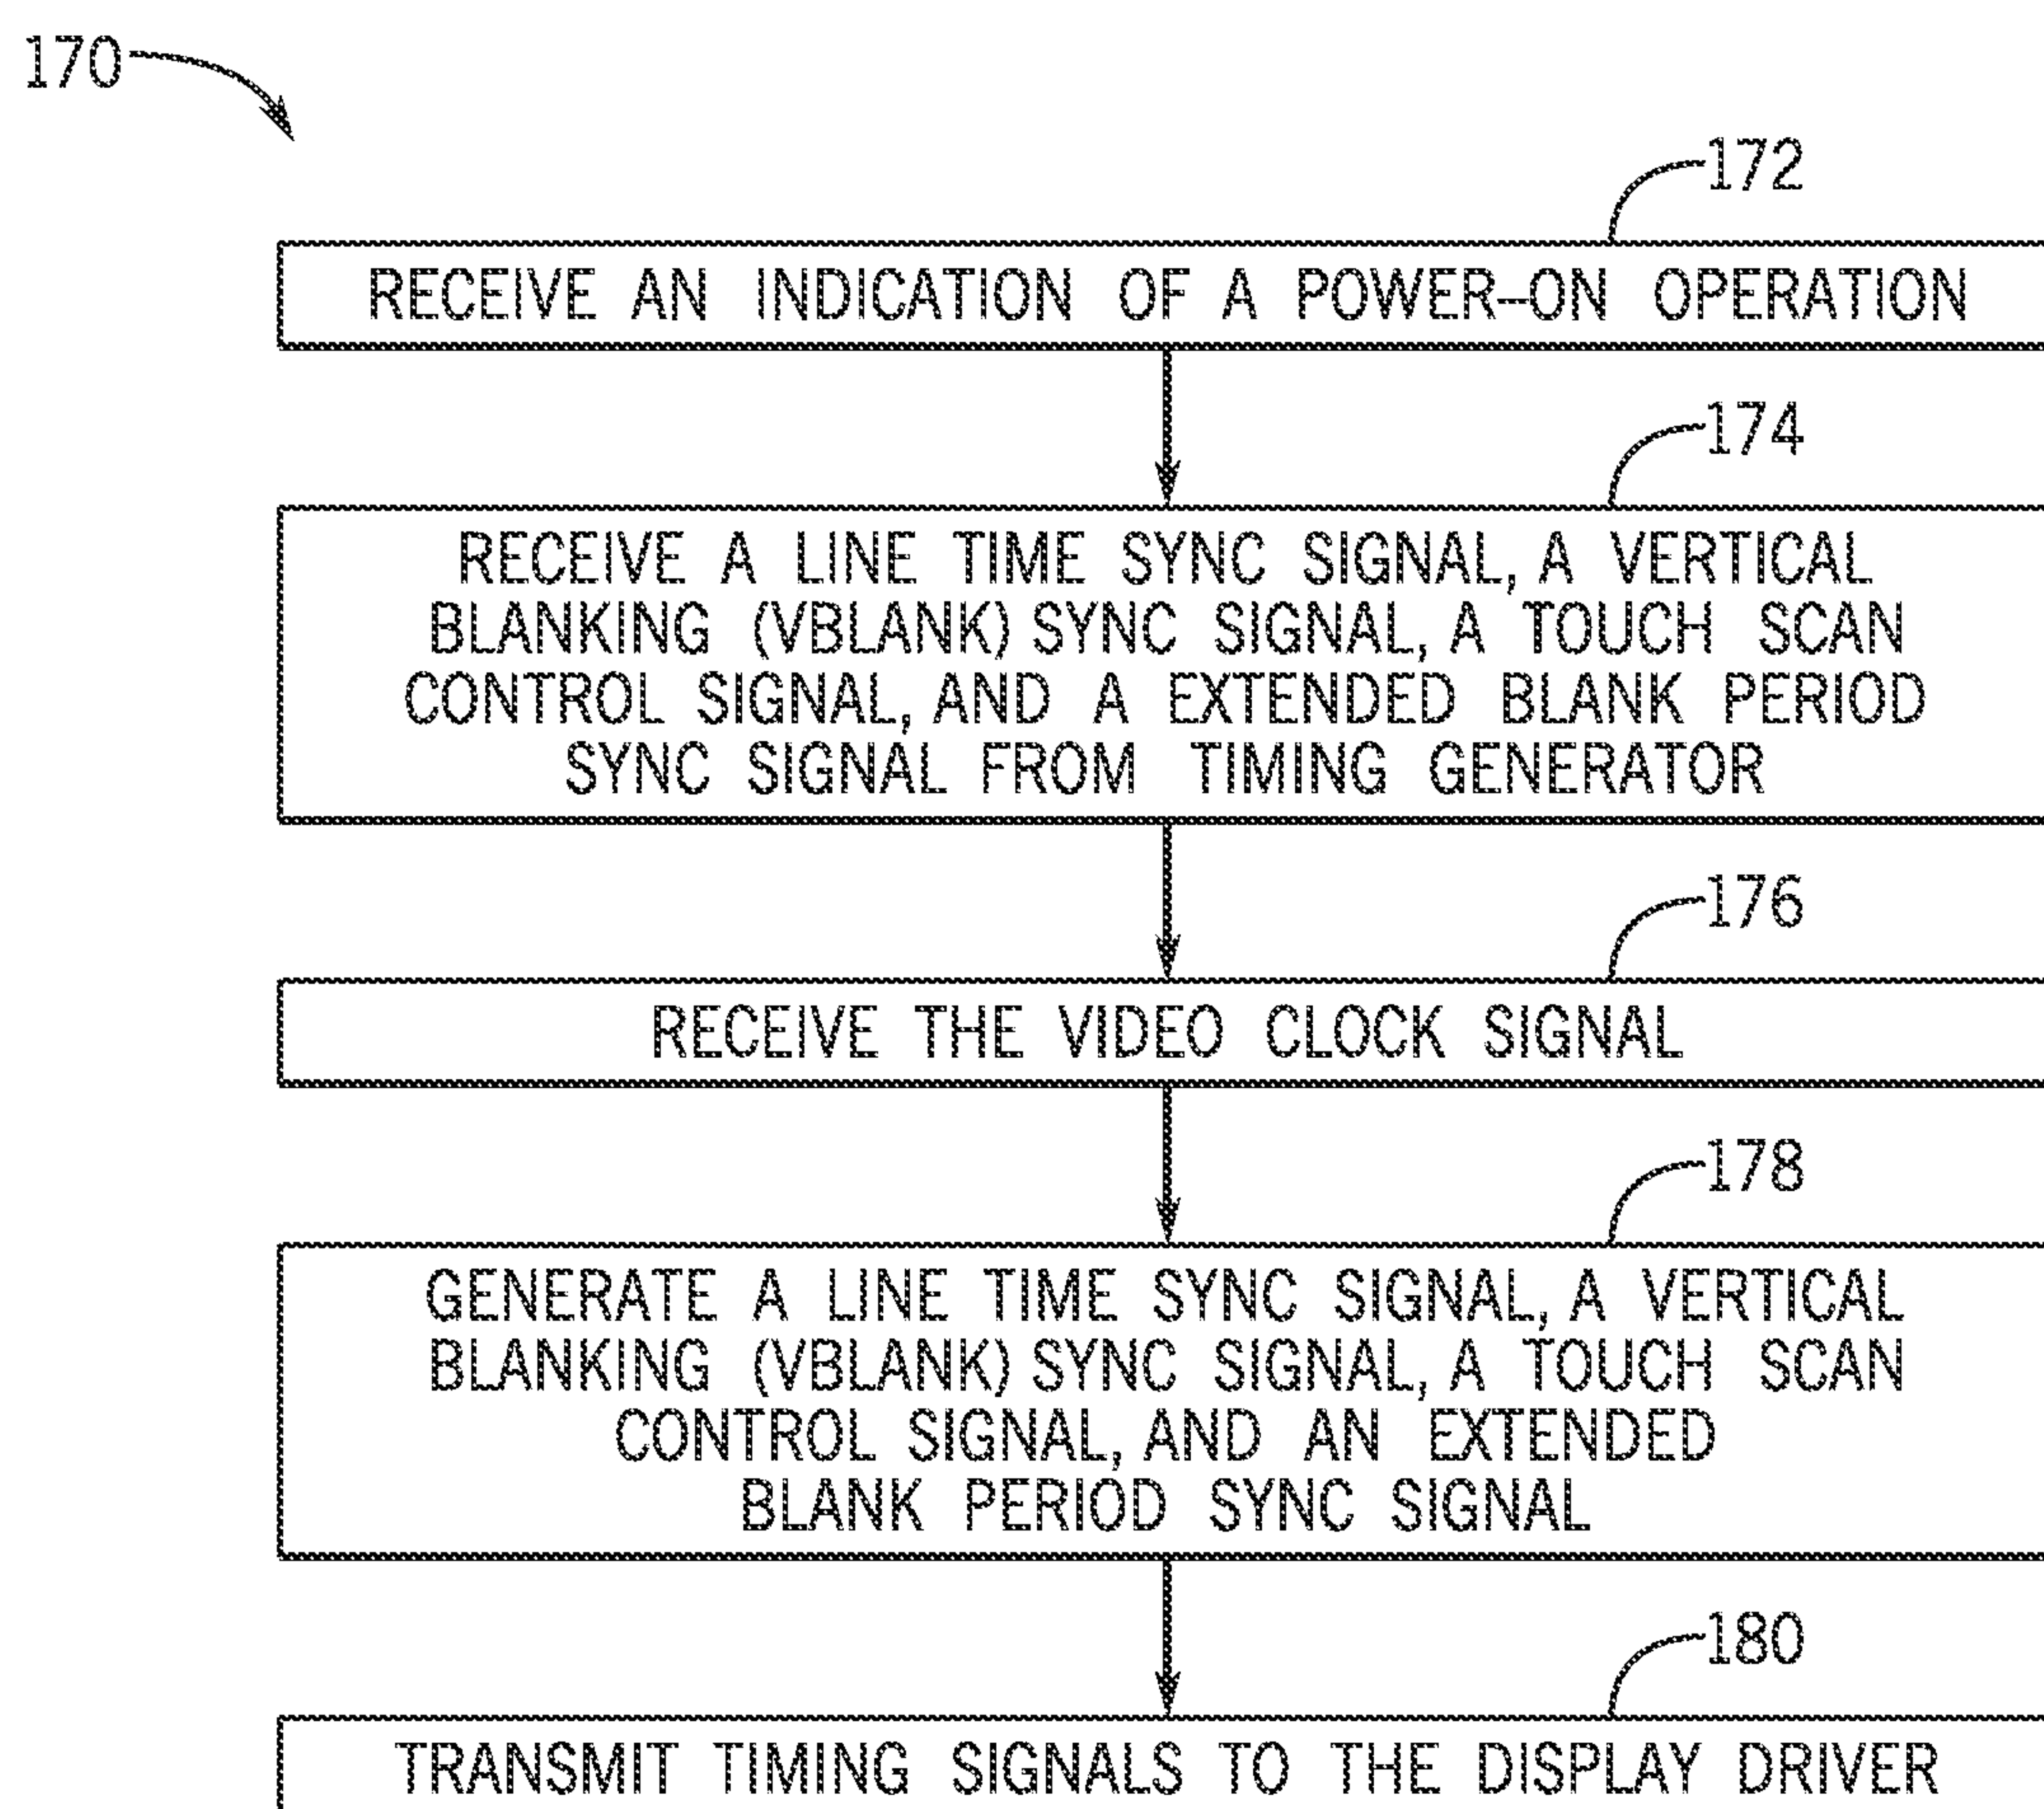 170
172
RECEIVE AN INDICATION OF A POWER-ON OPERATION
174
RECEIVE A LINE TIME SYNC SIGNAL, A VERTICAL
BLANKING (VBLANK) SYNC SIGNAL, A TOUCH SCAN
CONTROL SIGNAL, AND A EXTENDED BLANK PERIOD
SYNC SIGNAL FROM TIMING GENERATOR
176
RECEIVE THE VIDEO CLOCK SIGNAL
178
GENERATE A LINE TIME SYNC SIGNAL, A VERTICAL
BLANKING (VBLANK) SYNC SIGNAL, A TOUCH SCAN
CONTROL SIGNAL, AND AN EXTENDED
BLANK PERIOD SYNC SIGNAL
180
TRANSMIT TIMING SIGNALS TO THE DISPLAY DRIVER